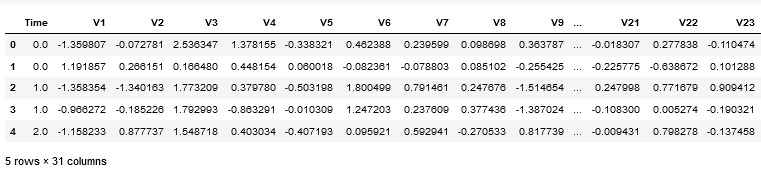 Time V1 V2 V3 V4 V5 V6 V7 V8 V9 ... V21 V22 V23
0 0.0 -1.359807 -0.072781 2.536347 1.378155 -0.338321 0.462388 0.239599 0.098698 0.363787 ... -0.018307 0.277838 -0.110474
1 0.0 1.191857 0.266151 0.166480 0.448154 0.060018 -0.082361 -0.078803 0.085102 -0.255425 ... -0.225775 -0.638672 0.101288
2 1.0 -1.358354 -1.340163 1.773209 0.379780 -0.503198 1.800499 0.791461 0.247676 -1.514654 ... 0.247998 0.771679 0.909412
3 1.0 -0.966272 -0.185226 1.792993 -0.863291 -0.010309 1.247203 0.237609 0.377436 -1.387024 ... -0.108300 0.005274 -0.190321
4 2.0 -1.158233 0.877737 1.548718 0.403034 -0.407193 0.095921 0.592941 -0.270533 0.817739 ... -0.009431 0.798278 -0.137458
5 rows × 31 columns